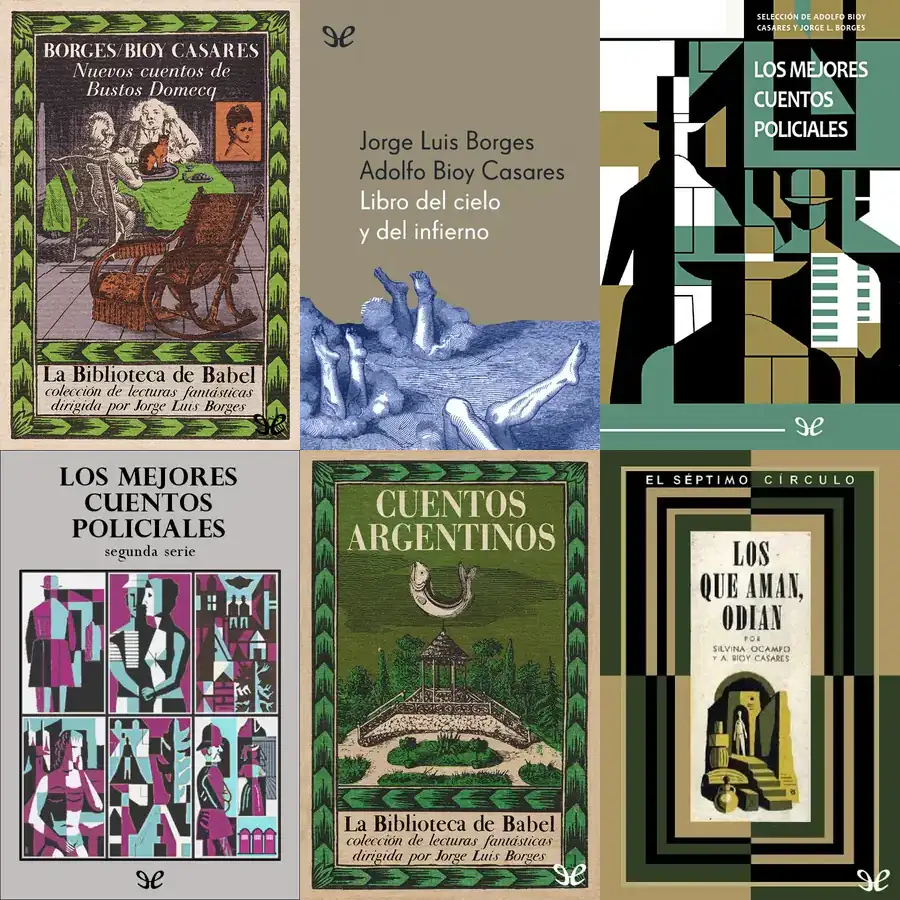 BORGES/BIOY CASARES
Nuevos cuentos de
Bustos Domecq
La Biblioteca de Babel
colección de lecturas fantásticas
dirigida por Jorge Luis Borges
Jorge Luis Borges
Adolfo Bioy Casares
Libro del cielo
y del infierno
SELECCIÓN DE ADOLFO BIOY
CASARES Y JORGE L. BORGES
LOS MEJORES
CUENTOS
POLICIALES
LOS MEJORES
CUENTOS
POLICIALES
segunda serie
CUENTOS
ARGENTINOS
La Biblioteca de Babel
colección de lecturas fantásticas
dirigida por Jorge Luis Borges
EL SÉPTIMO CÍRCULO
LOS
QUE AMAN,
ODIAN
POR
SILVINA OCAMPO
Y A. BIOY CASARES